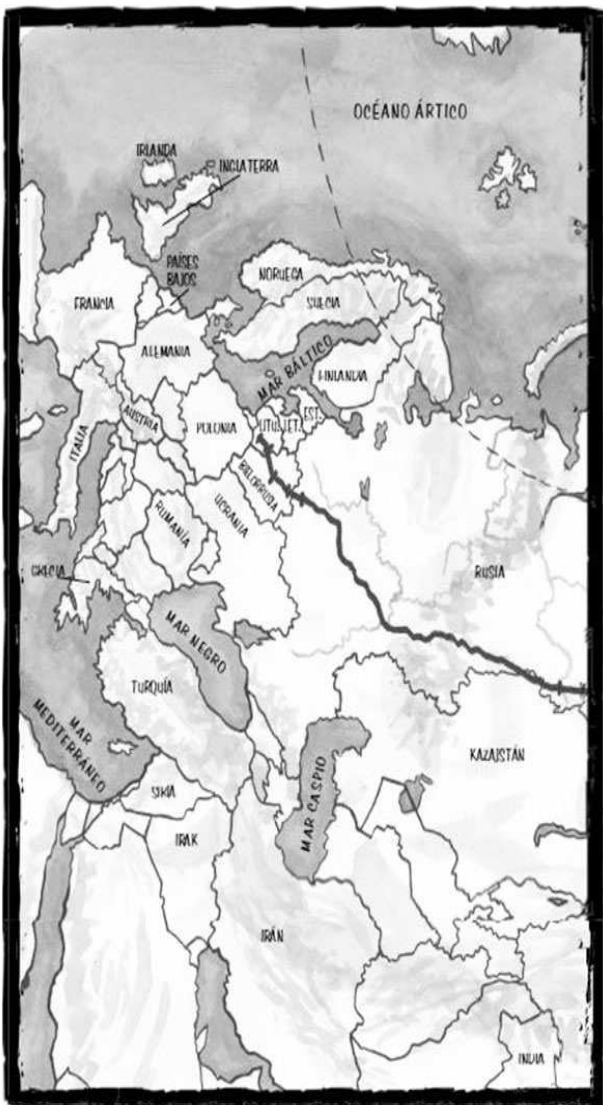 OCÉANO ÁRTICO
IRLANDA
INGLATERRA
PAÍSES
BAJOS
NORUEGA
FRANCIA
SUECIA
ALEMANIA
MAR BÁLTICO
FINLANDIA
AUSTRIA
POLONIA
LITU.
LET.
EST.
ITALIA
BIELORRUSIA
UCRANIA
RUMANÍA
RUSIA
GRECIA
MAR NEGRO
TURQUÍA
MAR
MEDITERRÁNEO
KAZAJSTÁN
MAR CASPIO
SIRIA
IRAK
IRÁN
INDIA